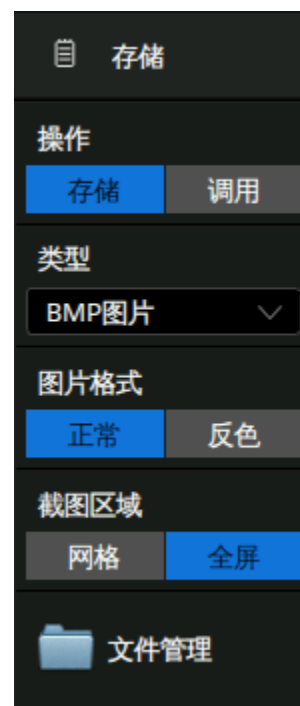 存储
操作
存储 调用
类型
BMP图片
图片格式
正常 反色
截图区域
网格 全屏
文件管理